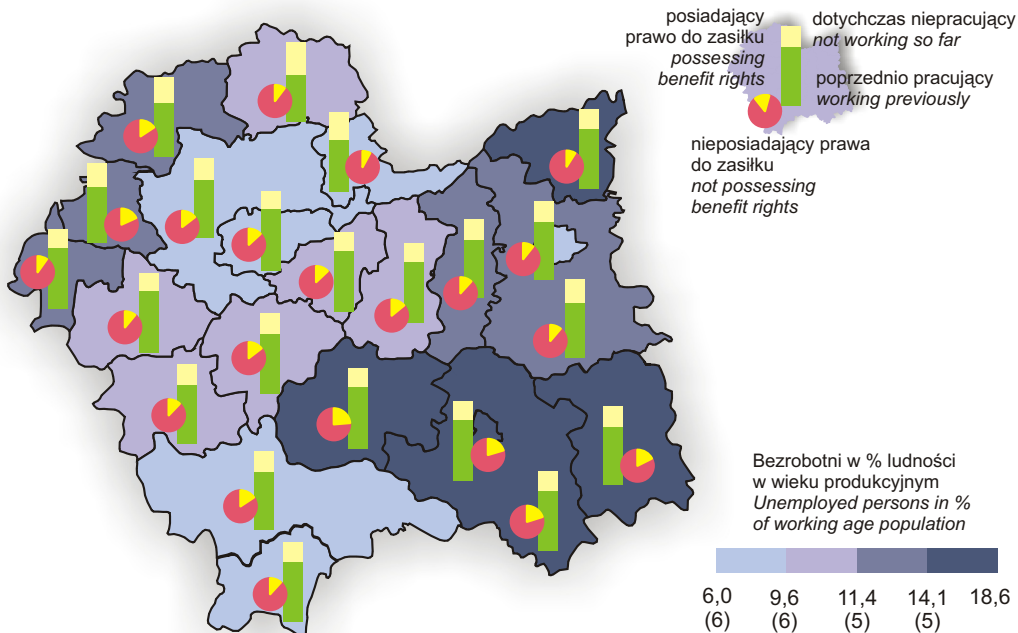 posiadający
prawo do zasiłku
possessing
benefit rights
dotychczas niepracujący
not working so far
poprzednio pracujący
working previously
nieposiadający prawa
do zasiłku
not possessing
benefit rights
Bezrobotni w % ludności
w wieku produkcyjnym
Unemployed persons in %
of working age population
6,0 9,6 11,4 14,1 18,6
(6) (6) (5) (5)